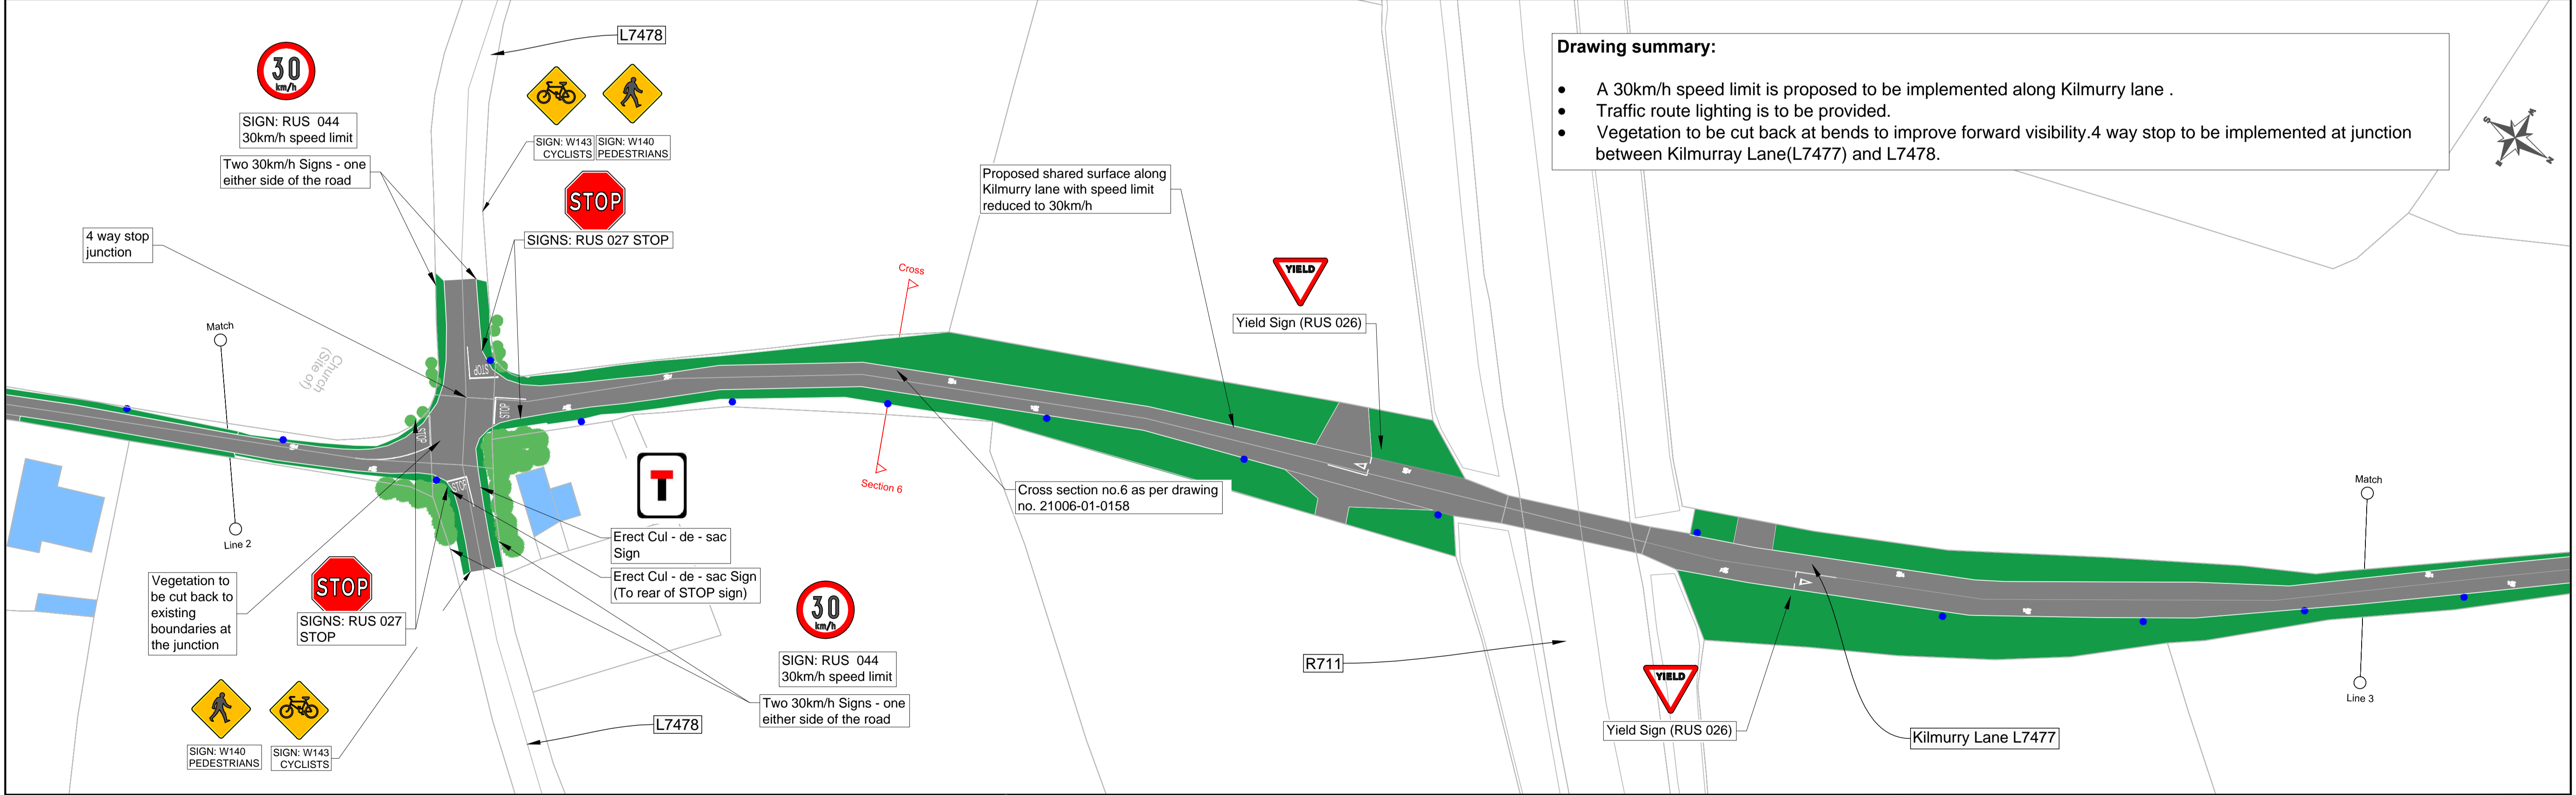 L7478
Drawing summary:
● A 30km/h speed limit is proposed to be implemented along Kilmurry lane .
● Traffic route lighting is to be provided.
● Vegetation to be cut back at bends to improve forward visibility.4 way stop to be implemented at junction
between Kilmurray Lane(L7477) and L7478.
30
km/h
SIGN: RUS 044
30km/h speed limit
Two 30km/h Signs - one
either side of the road
SIGN: W143
CYCLISTS
SIGN: W140
PEDESTRIANS
STOP
SIGNS: RUS 027 STOP
4 way stop
junction
Proposed shared surface along
Kilmurry lane with speed limit
reduced to 30km/h
Cross
YIELD
Yield Sign (RUS 026)
Match
Church
(Site of)
STOP
STOP
STOP
STOP
Section 6
Cross section no.6 as per drawing
no. 21006-01-0158
Match
Line 2
T
Erect Cul - de - sac
Sign
Erect Cul - de - sac Sign
(To rear of STOP sign)
Vegetation to
be cut back to
existing
boundaries at
the junction
STOP
SIGNS: RUS 027
STOP
30
km/h
SIGN: RUS 044
30km/h speed limit
Two 30km/h Signs - one
either side of the road
R711
YIELD
Yield Sign (RUS 026)
Kilmurry Lane L7477
Line 3
L7478
SIGN: W140
PEDESTRIANS
SIGN: W143
CYCLISTS